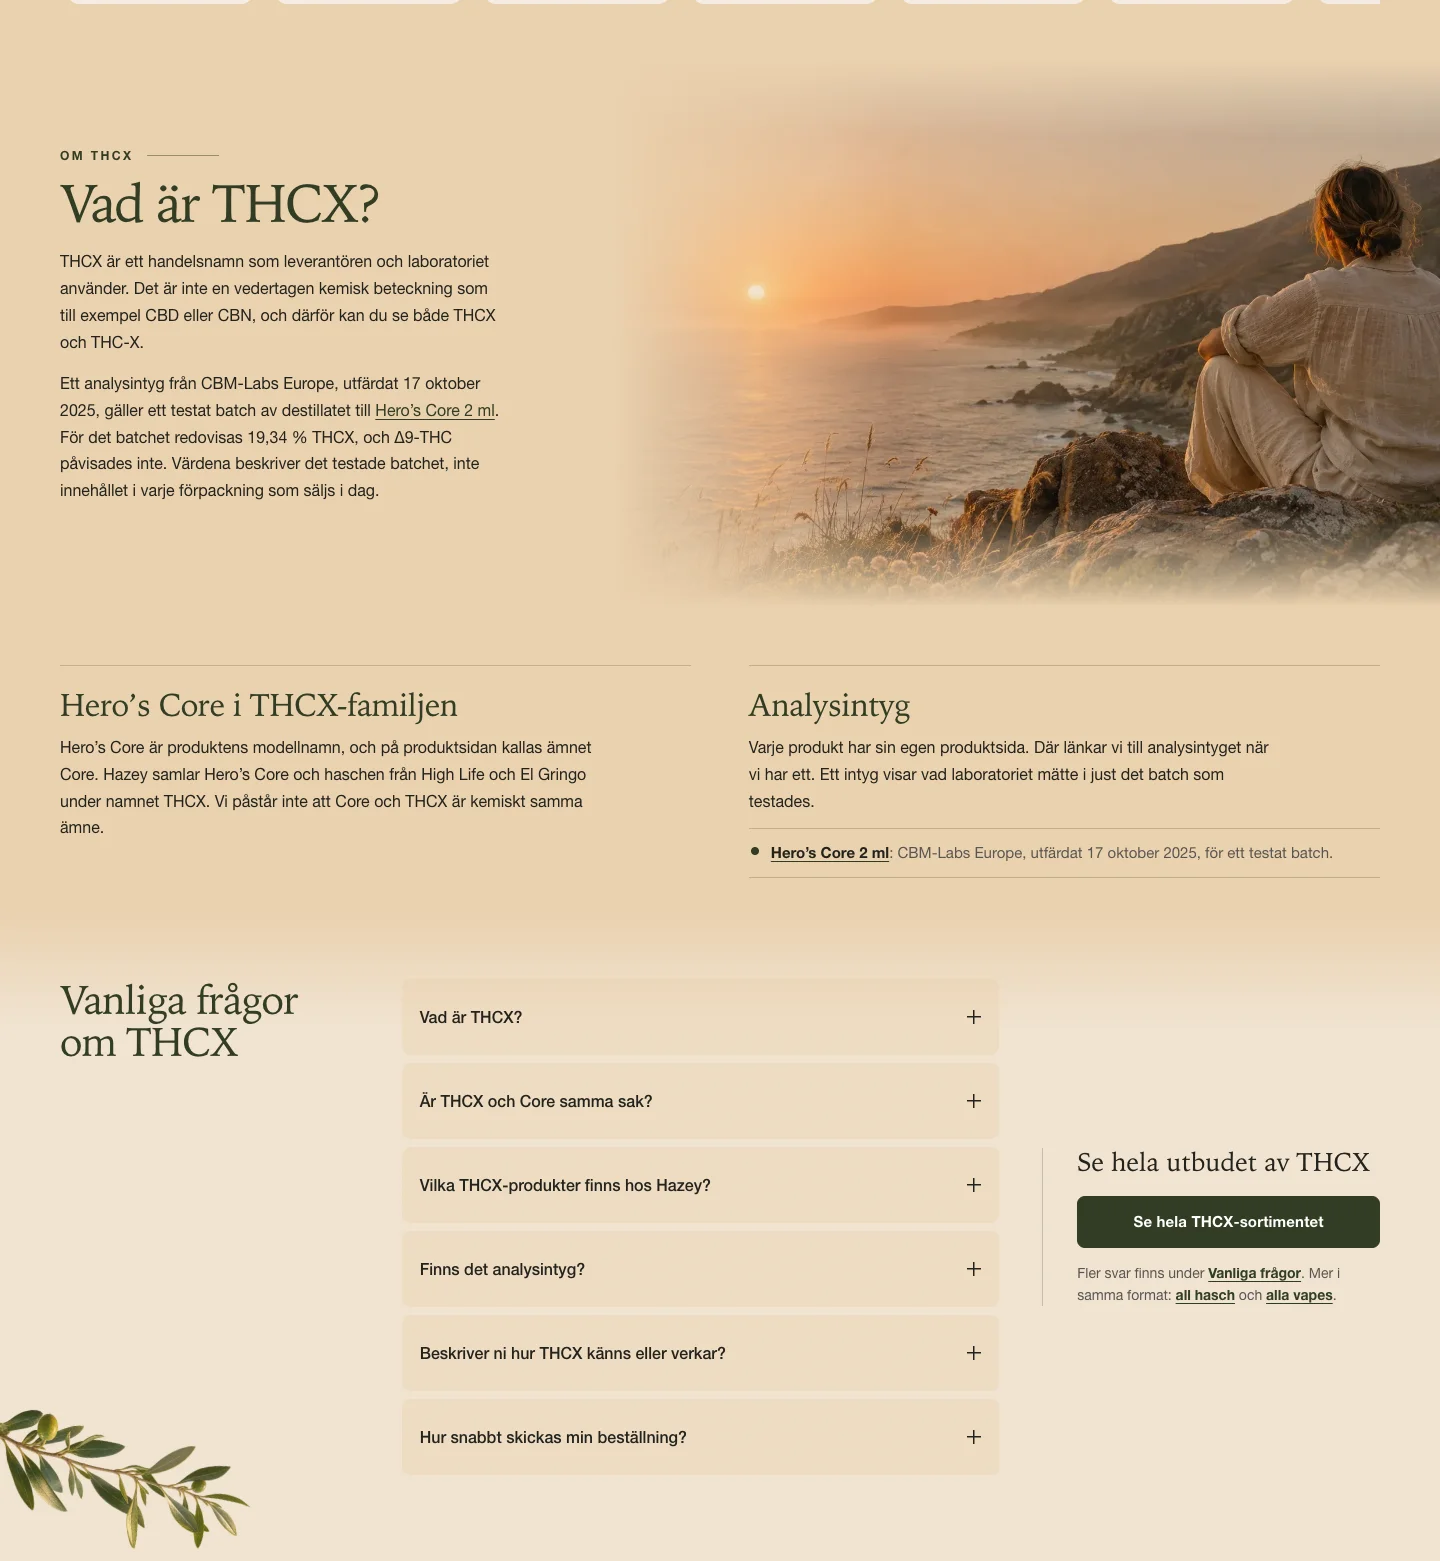 OM THCX
Vad är THCX?
THCX är ett handelsnamn som leverantören och laboratoriet
använder. Det är inte en vedertagen kemisk beteckning som
till exempel CBD eller CBN, och därför kan du se både THCX
och THC-X.
Ett analysintyg från CBM-Labs Europe, utfärdat 17 oktober
2025, gäller ett testat batch av destillatet till Hero’s Core 2 ml.
För det batchet redovisas 19,34 % THCX, och Δ9-THC
påvisades inte. Värdena beskriver det testade batchet, inte
innehållet i varje förpackning som säljs i dag.
Hero’s Core i THCX-familjen
Hero’s Core är produktens modellnamn, och på produktsidan kallas ämnet
Core. Hazey samlar Hero’s Core och haschen från High Life och El Gringo
under namnet THCX. Vi påstår inte att Core och THCX är kemiskt samma
ämne.
Analysintyg
Varje produkt har sin egen produktsida. Där länkar vi till analysintyget när
vi har ett. Ett intyg visar vad laboratoriet mätte i just det batch som
testades.
Hero’s Core 2 ml: CBM-Labs Europe, utfärdat 17 oktober 2025, för ett testat batch.
Vanliga frågor
om THCX
Vad är THCX?
Är THCX och Core samma sak?
Vilka THCX-produkter finns hos Hazey?
Finns det analysintyg?
Beskriver ni hur THCX känns eller verkar?
Hur snabbt skickas min beställning?
Se hela utbudet av THCX
Se hela THCX-sortimentet
Fler svar finns under Vanliga frågor. Mer i
samma format: all hasch och alla vapes.